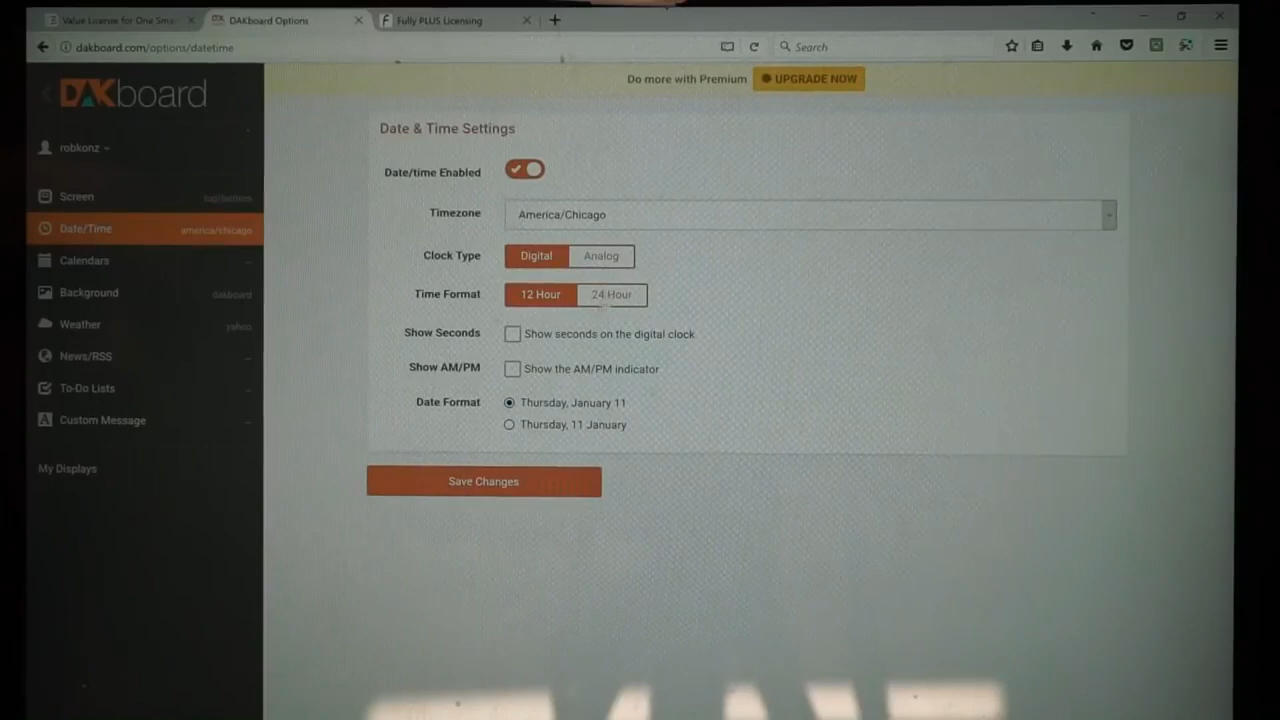 Value License for One Sma
DAKboard Options
Fully PLUS Licensing
dakboard.com/options/datetime
Search
DAKboard
Do more with Premium
UPGRADE NOW
robkonz
Screen
top/bottom
Date/Time
america/chicago
Calendars
Background
dakboard
Weather
yahoo
News/RSS
To-Do Lists
Custom Message
My Displays
Date & Time Settings
Date/time Enabled
Timezone
America/Chicago
Clock Type
Digital
Analog
Time Format
12 Hour
24 Hour
Show Seconds
Show seconds on the digital clock
Show AM/PM
Show the AM/PM indicator
Date Format
Thursday, January 11
Thursday, 11 January
Save Changes